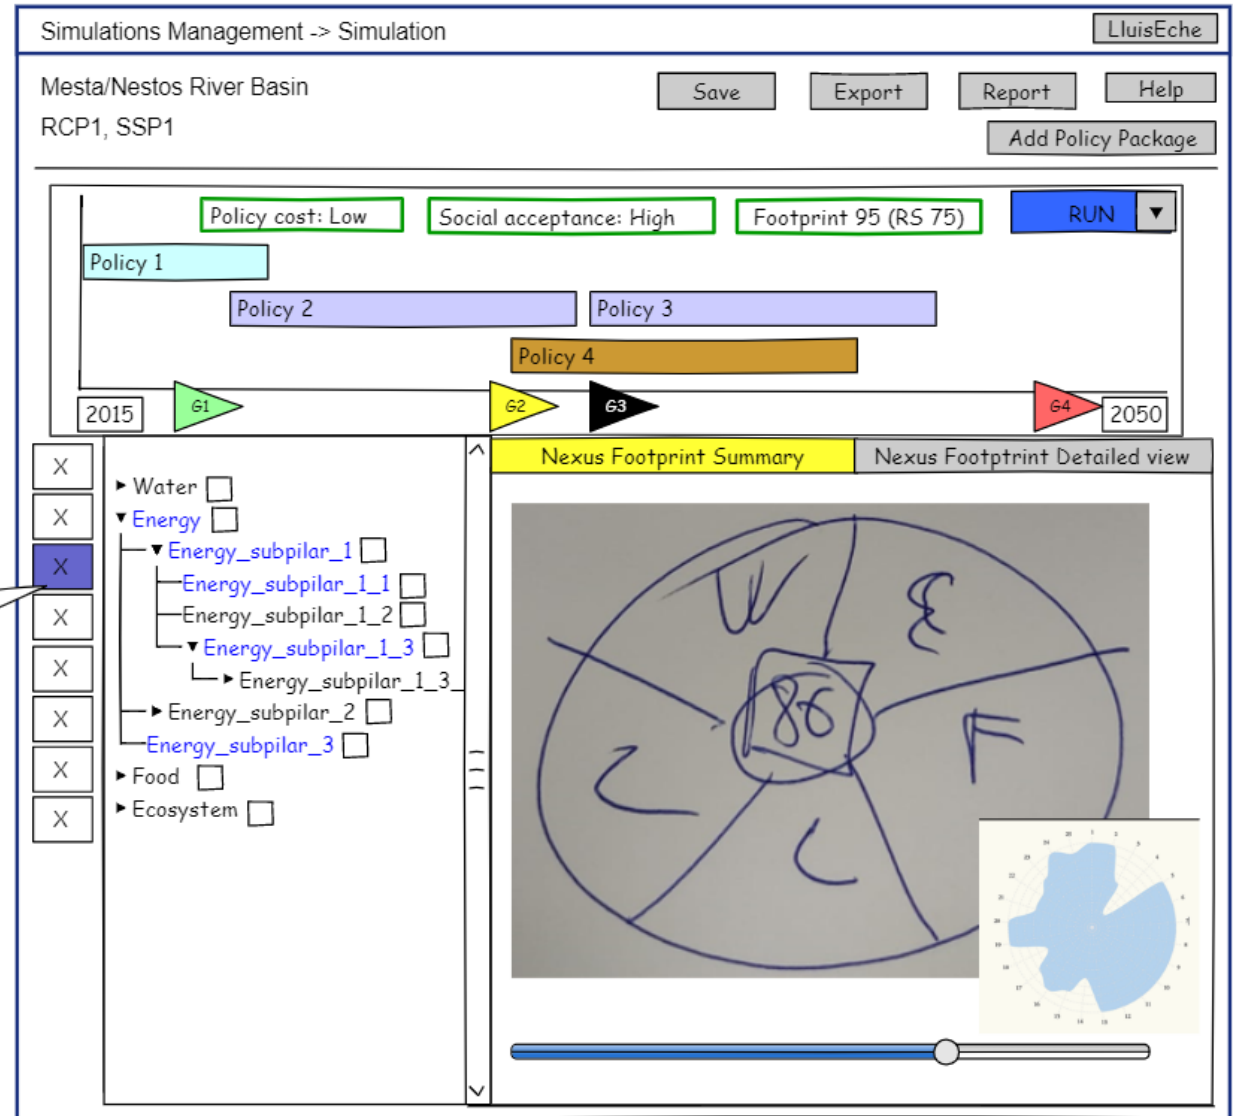 Simulations Management -> Simulation
LluisEche
Mesta/Nestos River Basin
Save
Export
Report
Help
RCP1, SSP1
Add Policy Package
Policy cost: Low
Social acceptance: High
Footprint 95 (RS 75)
RUN
Policy 1
Policy 2
Policy 3
Policy 4
2015
G1
G2
G3
G4
2050
X
X
X
X
X
X
X
X
Water
Energy
Energy_subpilar_1
Energy_subpilar_1_1
Energy_subpilar_1_2
Energy_subpilar_1_3
Energy_subpilar_1_3_
Energy_subpilar_2
Energy_subpilar_3
Food
Ecosystem
Nexus Footprint Summary
Nexus Footptrint Detailed view
W
E
86
F
C
C